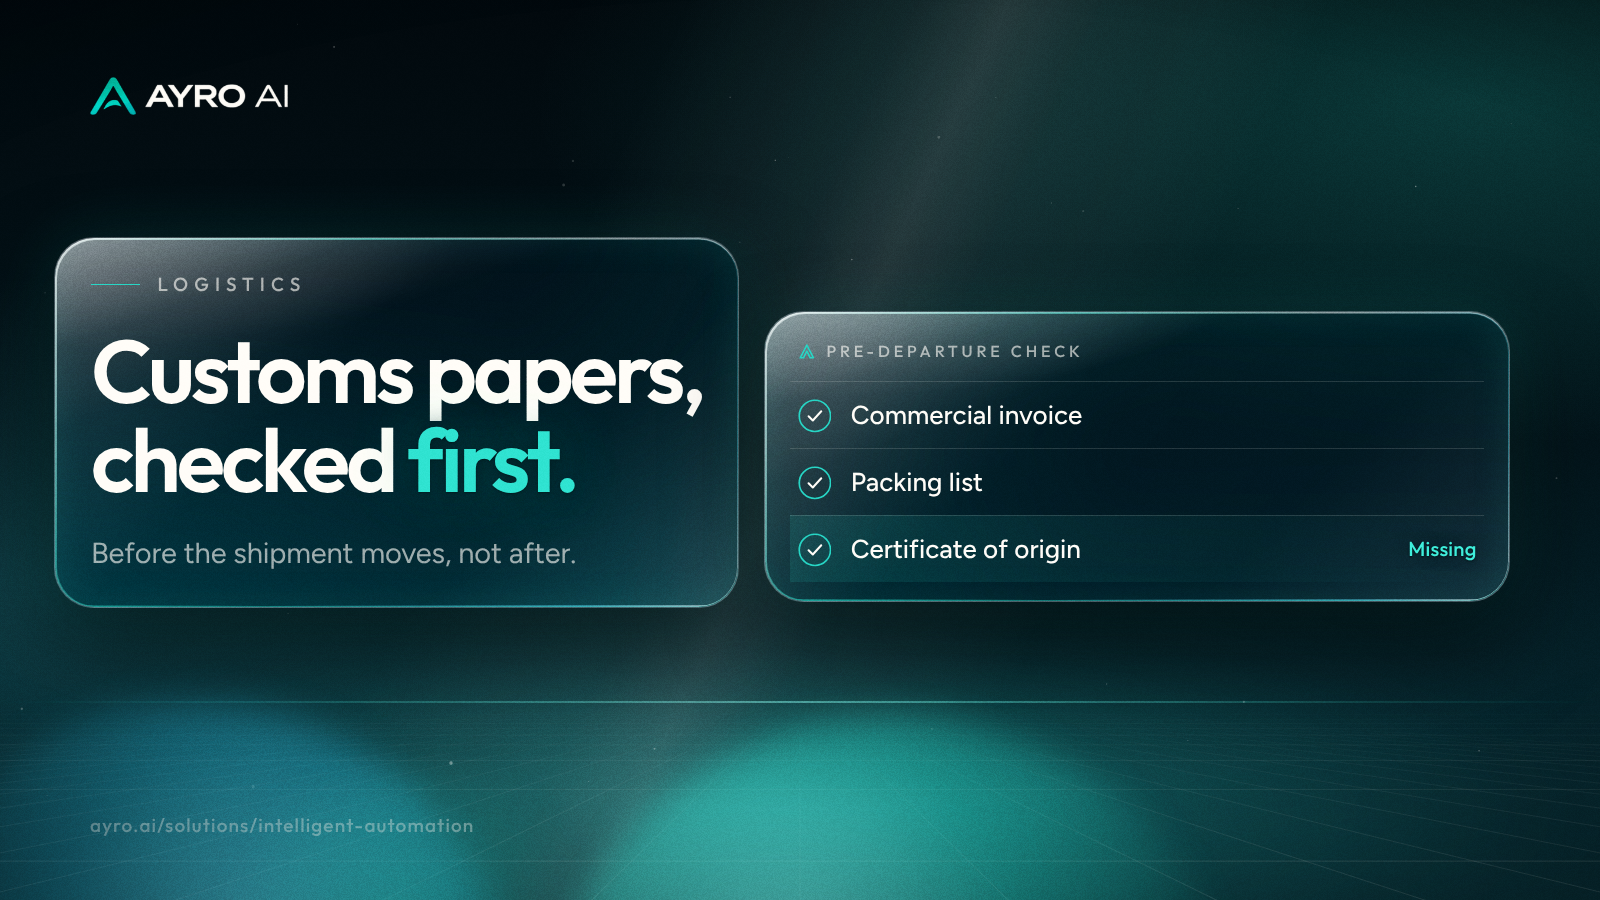 AYRO AI
LOGISTICS
Customs papers,
checked first.
Before the shipment moves, not after.
PRE-DEPARTURE CHECK
Commercial invoice
Packing list
Certificate of origin Missing
ayro.ai/solutions/intelligent-automation